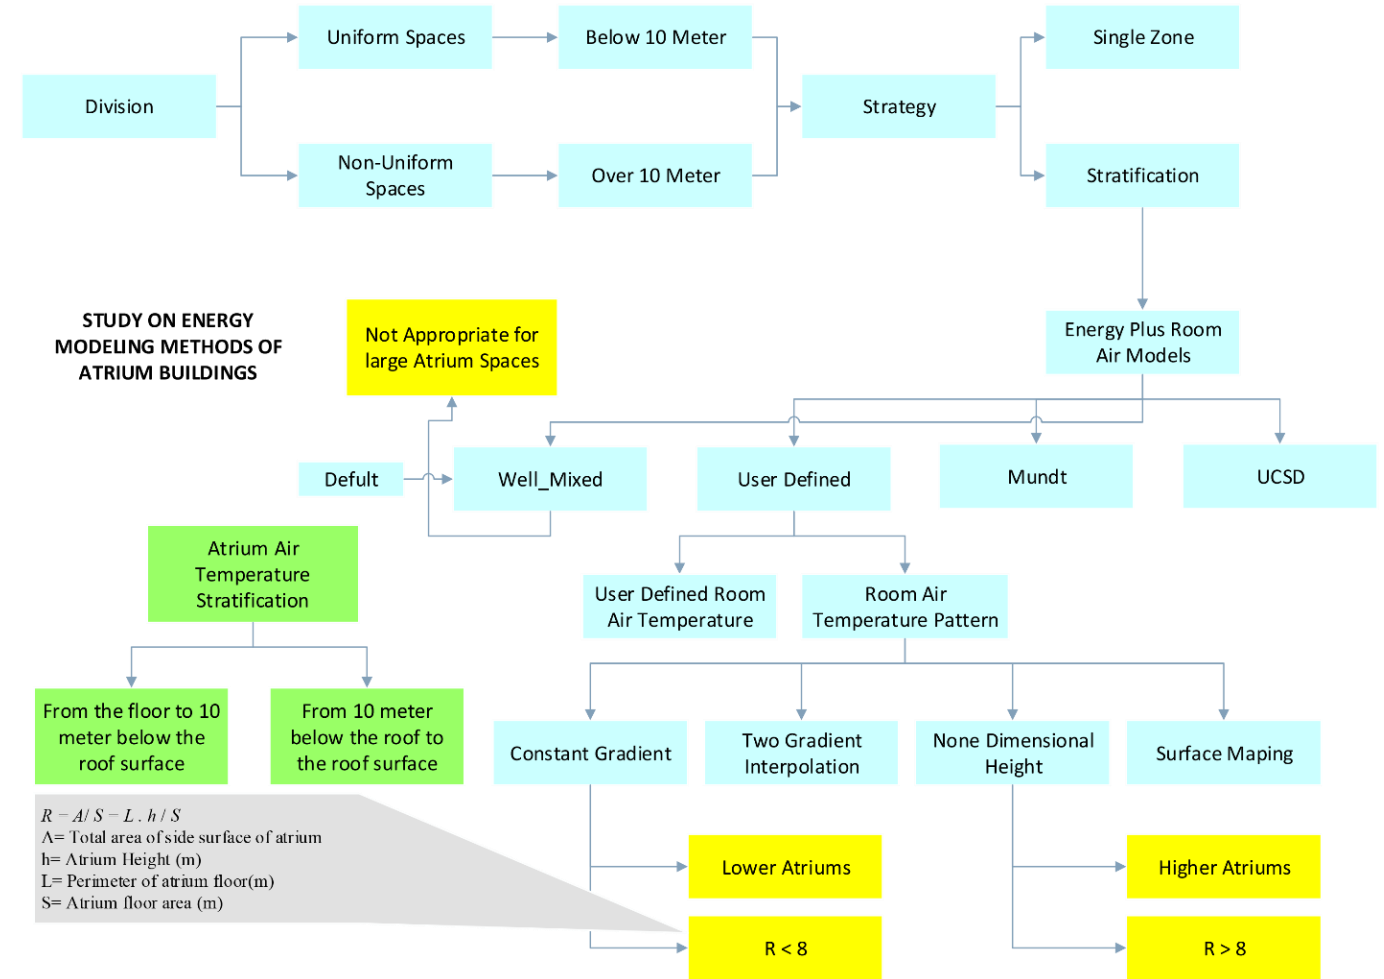 Uniform Spaces
Below 10 Meter
Single Zone
Division
Strategy
Non-Uniform
Spaces
Over 10 Meter
Stratification
STUDY ON ENERGY
MODELING METHODS OF
ATRIUM BUILDINGS
Not Appropriate for
large Atrium Spaces
Energy Plus Room
Air Models
Defult
Well_Mixed
User Defined
Mundt
UCSD
Atrium Air
Temperature
Stratification
User Defined Room
Air Temperature
Room Air
Temperature Pattern
From the floor to 10
meter below the
roof surface
From 10 meter
below the roof to
the roof surface
Constant Gradient
Two Gradient
Interpolation
None Dimensional
Height
Surface Maping
R = A/ S = L . h / S
A= Total area of side surface of atrium
h= Atrium Height (m)
L= Perimeter of atrium floor(m)
S= Atrium floor area (m)
Lower Atriums
Higher Atriums
R < 8
R > 8